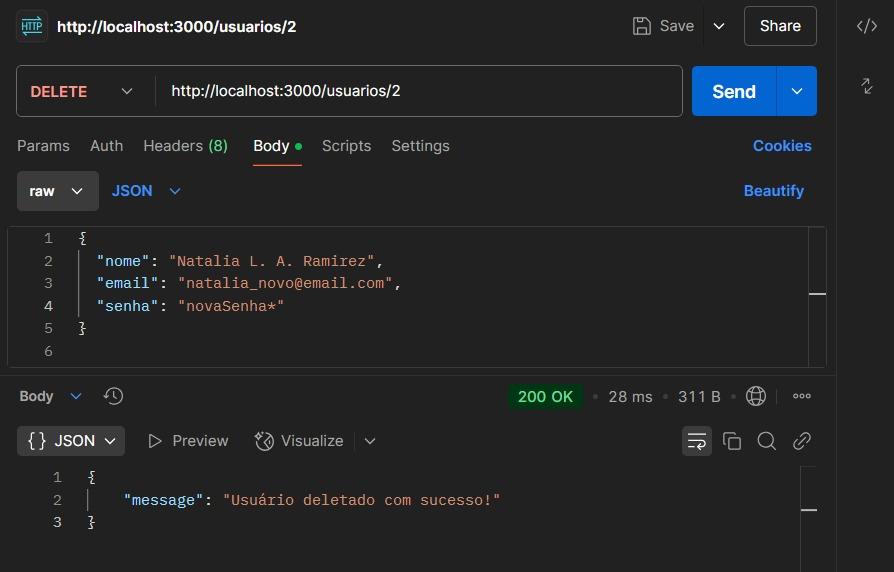 HTTP http://localhost:3000/usuarios/2 Save Share
DELETE http://localhost:3000/usuarios/2 Send
Params Auth Headers (8) Body Scripts Settings Cookies
raw JSON Beautify
1 {
2 "nome": "Natalia L. A. Ramirez",
3 "email": "natalia_novo@email.com",
4 "senha": "novaSenha*"
5 }
6
Body 200 OK • 28 ms • 311 B •
{} JSON Preview Visualize
1 {
2 "message": "Usuário deletado com sucesso!"
3 }